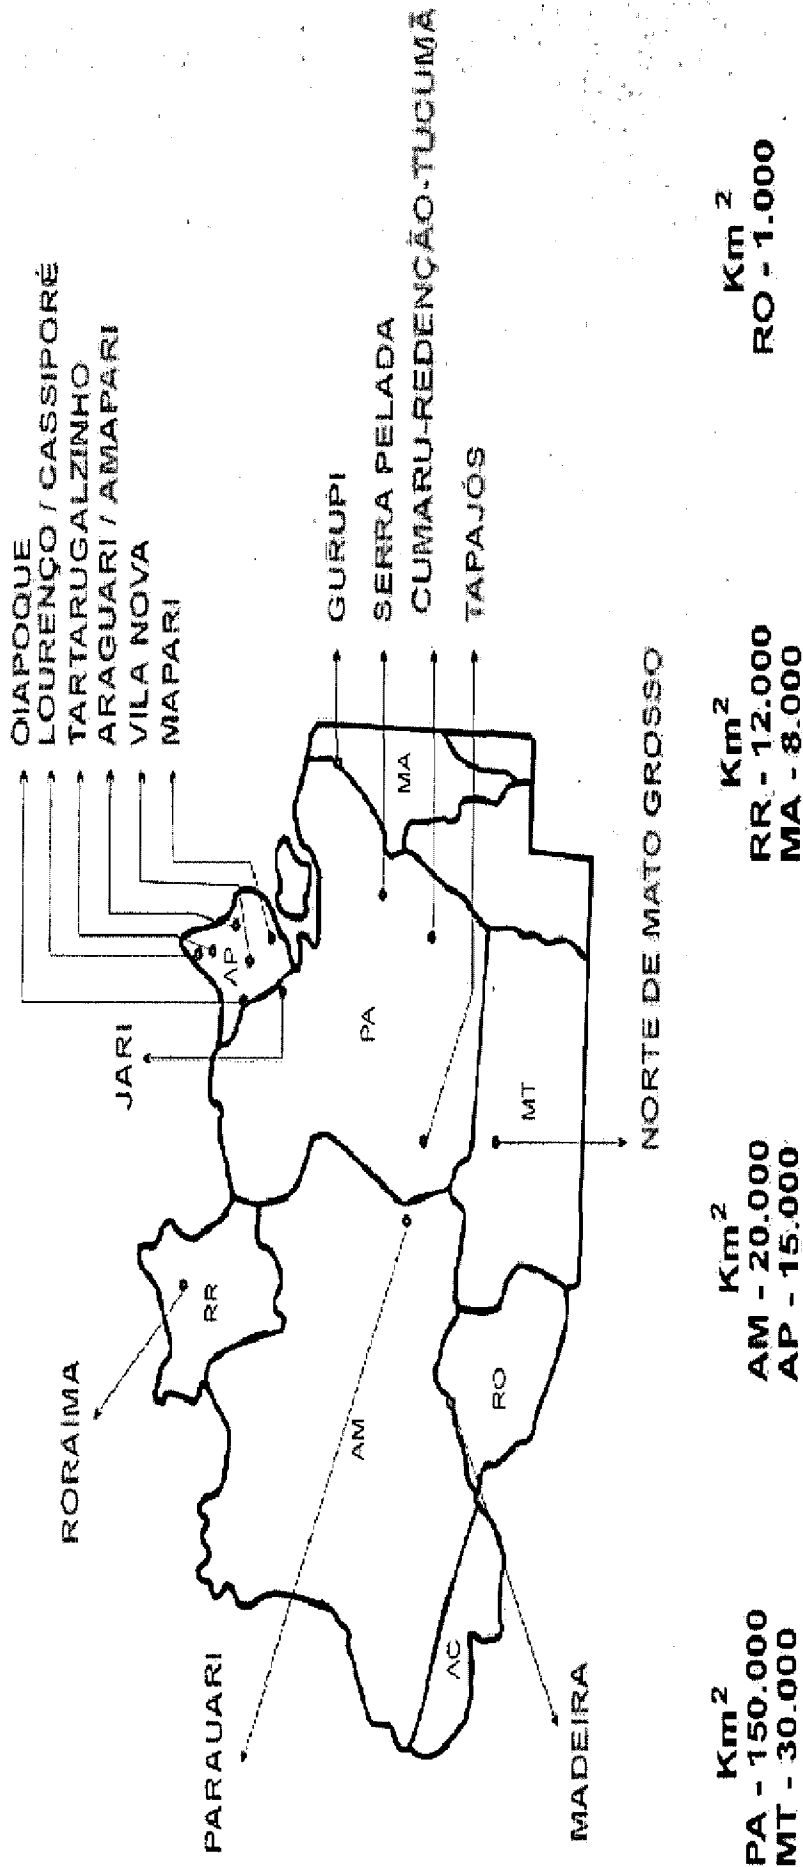 OIAPOQUE
LOURENÇO / CASSIPORÉ
TARTARUGALZINHO
ARAGUARI / AMAPARI
VILA NOVA
MAPARI
JARI
RORAIMA
PARAUARI
GURUPI
SERRA PELADA
CUMARU-REDENÇÃO-TUCUMÃ
TAPAJÓS
AP
RR
PA
MA
AM
MT
RO
AC
MADEIRA
NORTE DE MATO GROSSO
Km²
PA - 150.000
MT - 30.000
Km²
AM - 20.000
AP - 15.000
Km²
RR - 12.000
MA - 8.000
Km²
RO - 1.000